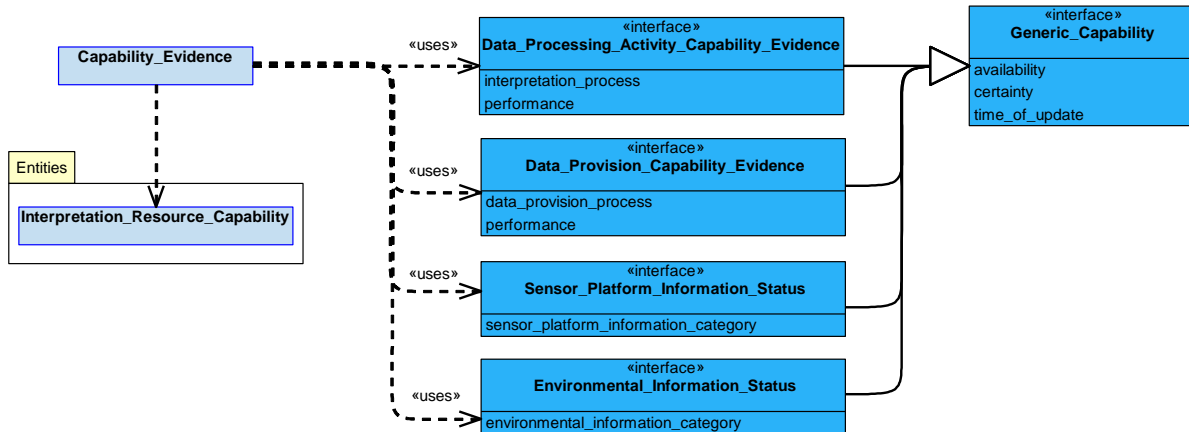 Capability_Evidence
Entities
Interpretation_Resource_Capability
«uses»
«uses»
«uses»
«uses»
«interface»
Data_Processing_Activity_Capability_Evidence
interpretation_process
performance
«interface»
Data_Provision_Capability_Evidence
data_provision_process
performance
«interface»
Sensor_Platform_Information_Status
sensor_platform_information_category
«interface»
Environmental_Information_Status
environmental_information_category
«interface»
Generic_Capability
availability
certainty
time_of_update